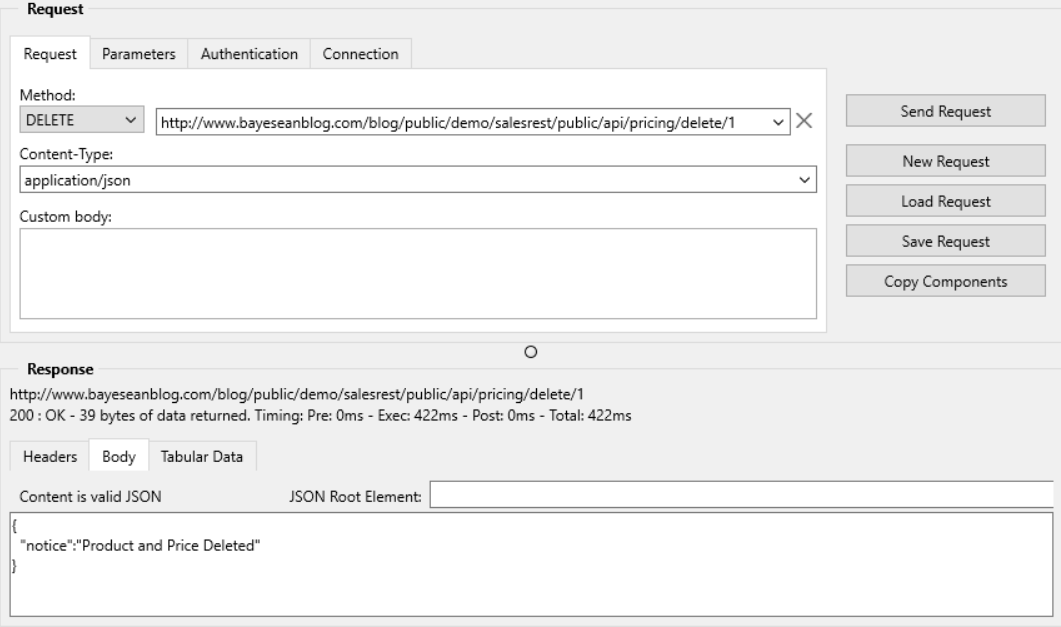 Request
Request Parameters Authentication Connection
Method:
DELETE http://www.bayeseanblog.com/blog/public/demo/salesrest/public/api/pricing/delete/1
Send Request
Content-Type:
New Request
application/json
Load Request
Custom body:
Save Request
Copy Components
Response
http://www.bayeseanblog.com/blog/public/demo/salesrest/public/api/pricing/delete/1
200 : OK - 39 bytes of data returned. Timing: Pre: 0ms - Exec: 422ms - Post: 0ms - Total: 422ms
Headers Body Tabular Data
Content is valid JSON JSON Root Element:
{
"notice":"Product and Price Deleted"
}